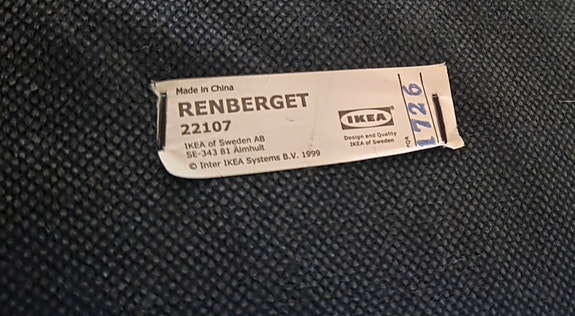 Made in China
RENBERGET
22107
IKEA of Sweden AB
SE-343 81 Älmhult
© Inter IKEA Systems B.V. 1999
IKEA
Design and Quality
IKEA of Sweden
1726